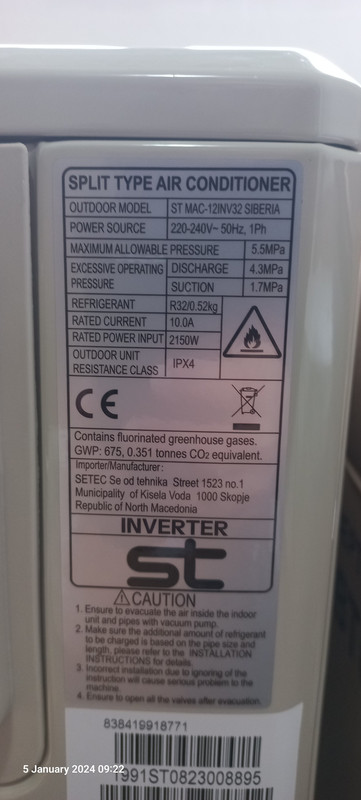 SPLIT TYPE AIR CONDITIONER
OUTDOOR MODEL ST MAC-12INV32 SIBERIA
POWER SOURCE 220-240V~ 50Hz, 1Ph
MAXIMUM ALLOWABLE PRESSURE 5.5MPa
EXCESSIVE OPERATING PRESSURE DISCHARGE 4.3MPa
SUCTION 1.7MPa
REFRIGERANT R32/0.52kg
RATED CURRENT 10.0A
RATED POWER INPUT 2150W
OUTDOOR UNIT
RESISTANCE CLASS IPX4
CE
Contains fluorinated greenhouse gases.
GWP: 675, 0.351 tonnes CO2 equivalent.
Importer/Manufacturer:
SETEC Se od tehnika Street 1523 no.1
Municipality of Kisela Voda 1000 Skopje
Republic of North Macedonia
INVERTER
st
CAUTION
1. Ensure to evacuate the air inside the indoor
unit and pipes with vacuum pump.
2. Make sure the additional amount of refrigerant
to be charged is based on the pipe size and
length, please refer to the INSTALLATION
INSTRUCTIONS for details.
3. Incorrect installation due to ignoring of the
instruction will cause serious problem to the
machine.
4. Ensure to open all the valves after evacuation.
838419918771
5 January 2024 09:22
1991ST0823008895